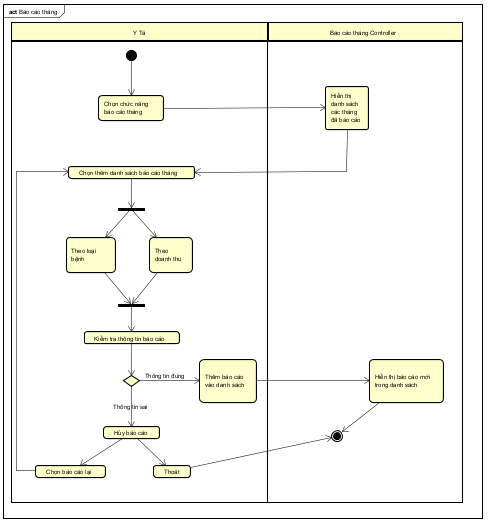 act Báo cáo tháng
Y Tá
Báo cáo tháng Controller
Chọn chức năng
báo cáo tháng
Hiển thị
danh sách
các tháng
đã báo cáo
Chọn thêm danh sách báo cáo tháng
Theo loại
bệnh
Theo
doanh thu
Kiểm tra thông tin báo cáo
Thông tin đúng
Thêm báo cáo
vào danh sách
Hiển thị báo cáo mới
trong danh sách
Thông tin sai
Hủy báo cáo
Chọn báo cáo lại
Thoát